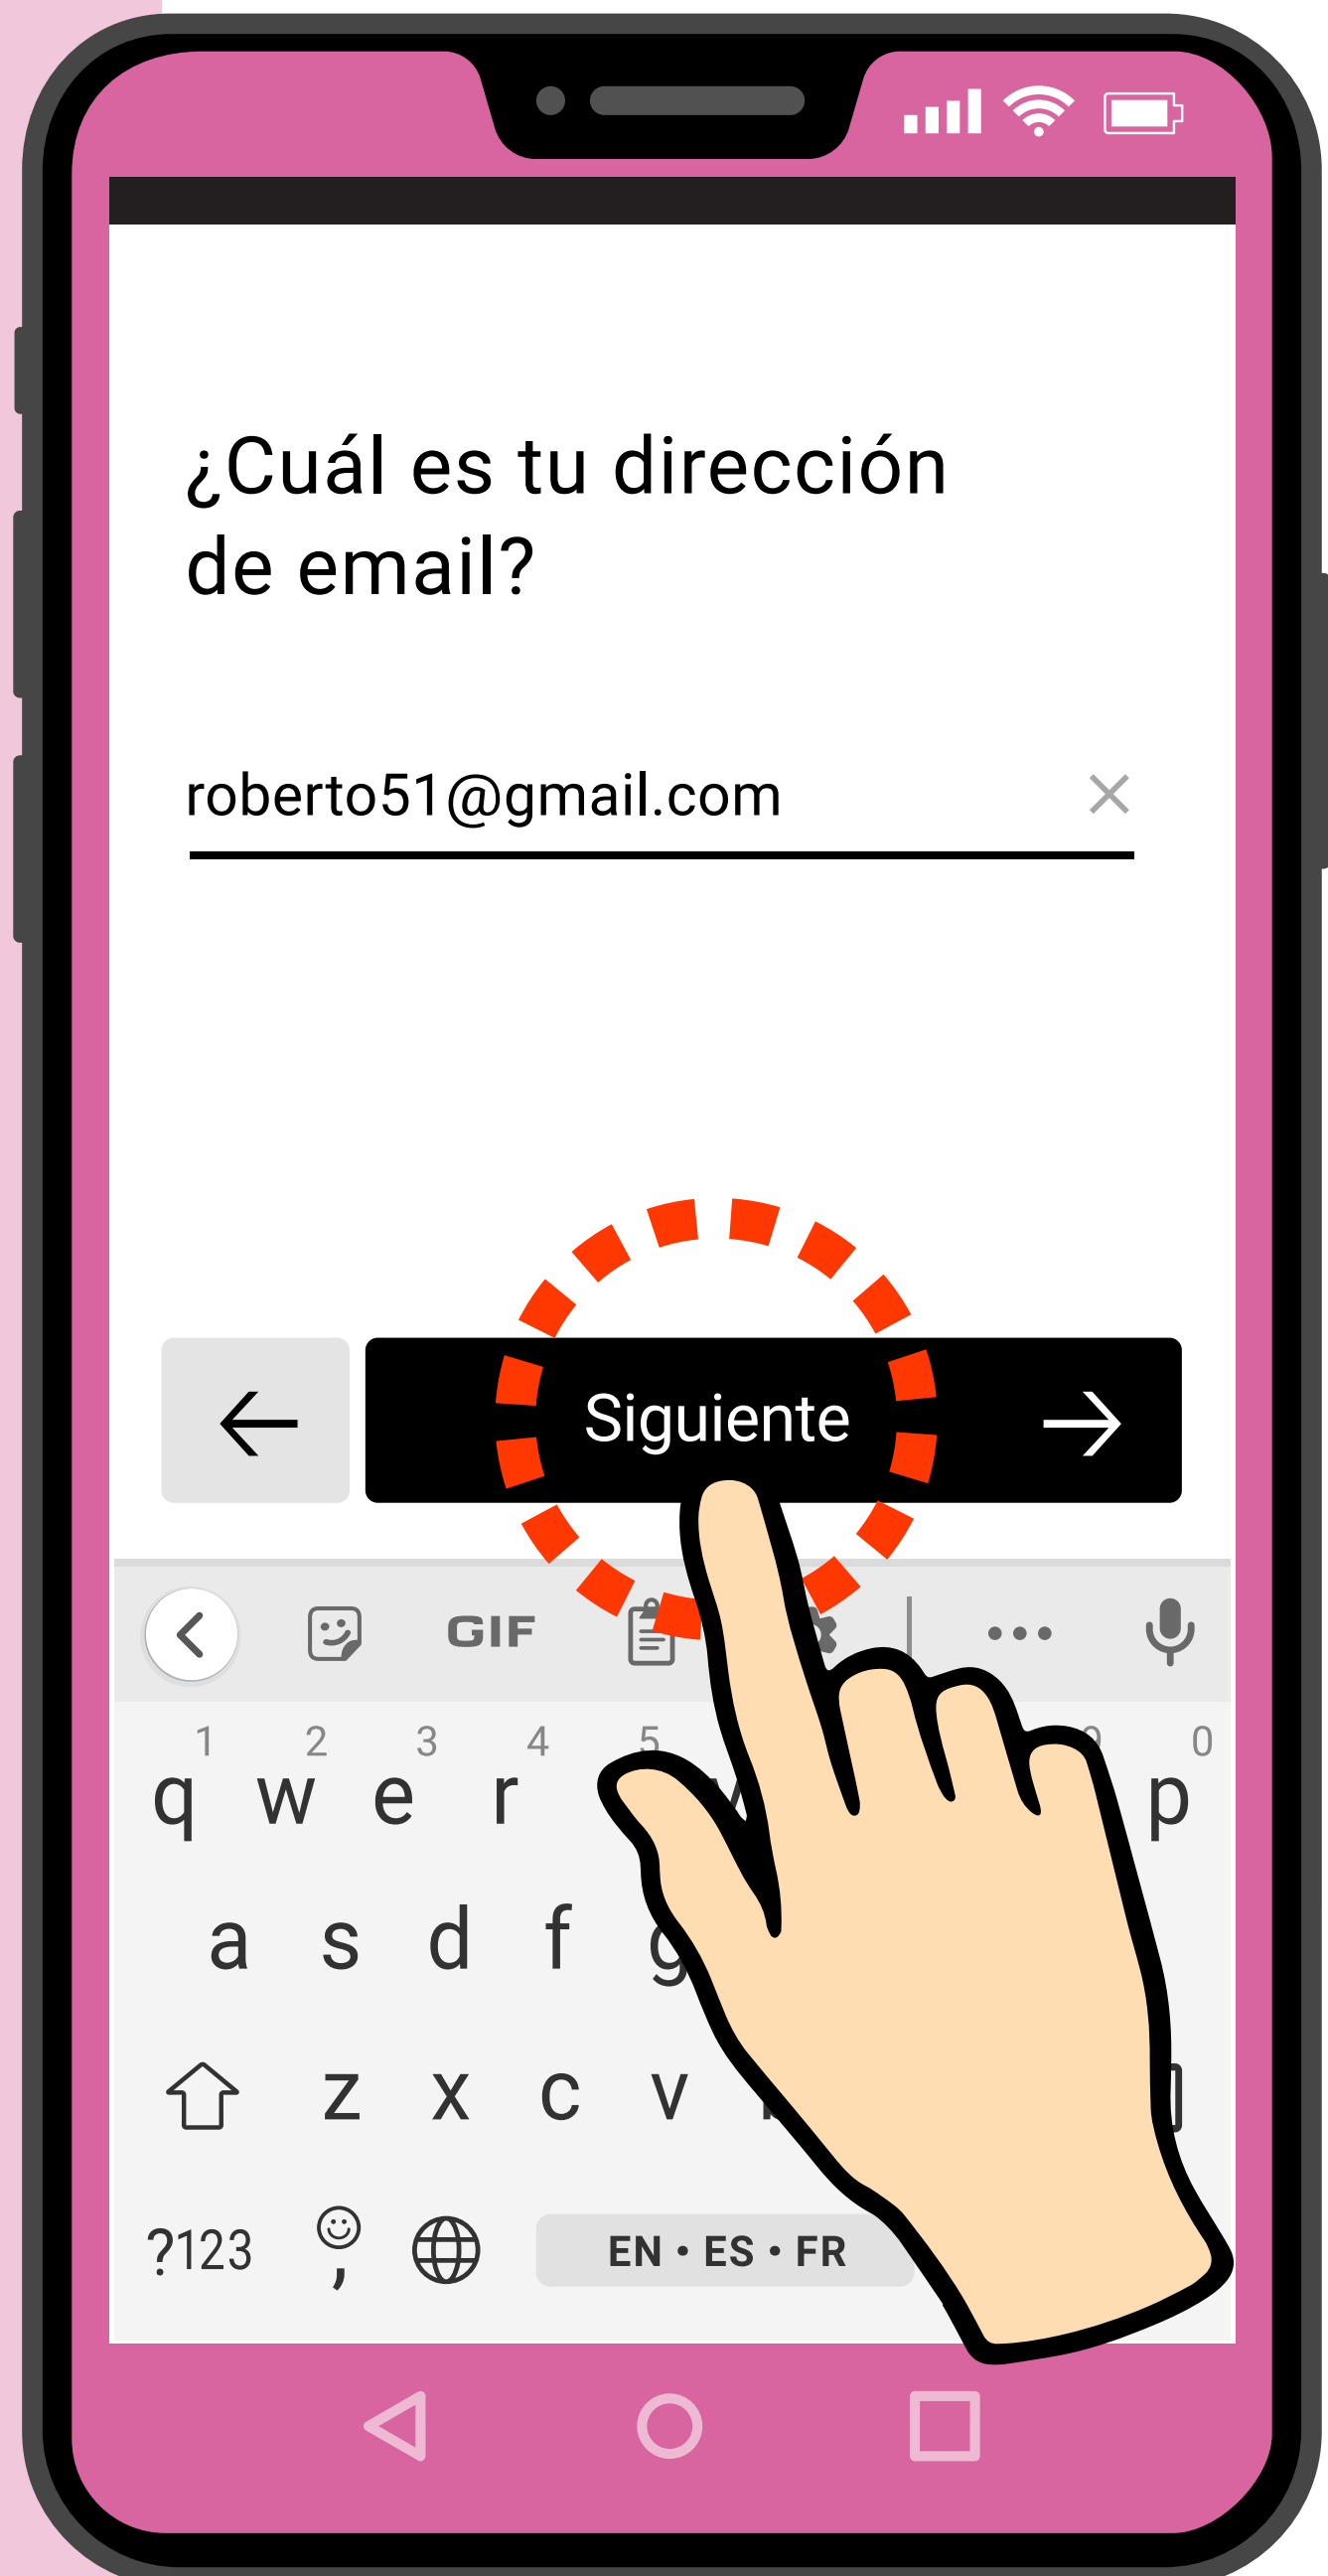 ¿Cuál es tu dirección
de email?
roberto51@gmail.com
Siguiente
GIF
1 2 3 4 5 9 0
q w e r y p
a s d f g
z x c v
?123 , EN • ES • FR